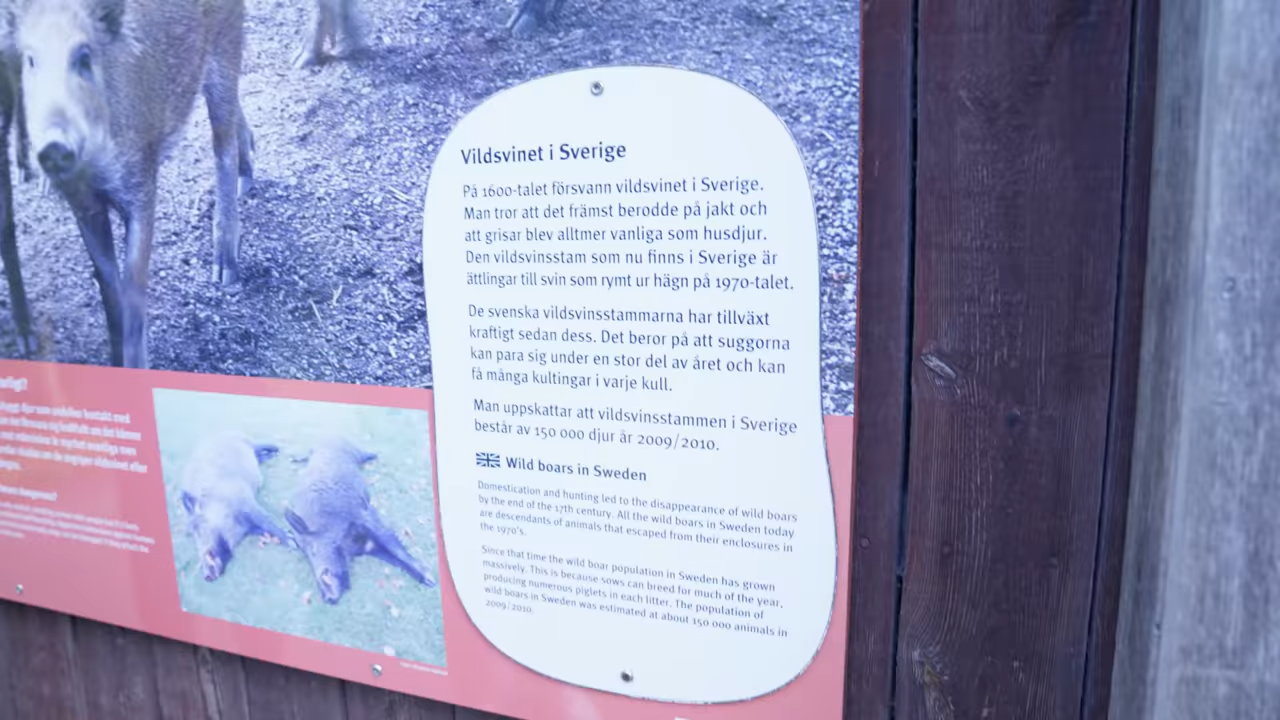 Vildsvinet i Sverige
På 1600-talet försvann vildsvinet i Sverige.
Man tror att det främst berodde på jakt och
att grisar blev alltmer vanliga som husdjur.
Den vildsvinsstam som nu finns i Sverige är
ättlingar till svin som rymt ur hägn på 1970-talet.
De svenska vildsvinsstammarna har tillväxt
kraftigt sedan dess. Det beror på att suggorna
kan para sig under en stor del av året och kan
få många kultingar i varje kull.
Man uppskattar att vildsvinsstammen i Sverige
består av 150 000 djur år 2009/2010.
Wild boars in Sweden
Domestication and hunting led to the disappearance of wild boars
by the end of the 17th century. All the wild boars in Sweden today
are descendants of animals that escaped from their enclosures in
the 1970's.
Since that time the wild boar population in Sweden has grown
massively. This is because sows can breed for much of the year,
producing numerous piglets in each litter. The population of
wild boars in Sweden was estimated at about 150 000 animals in
2009/2010.